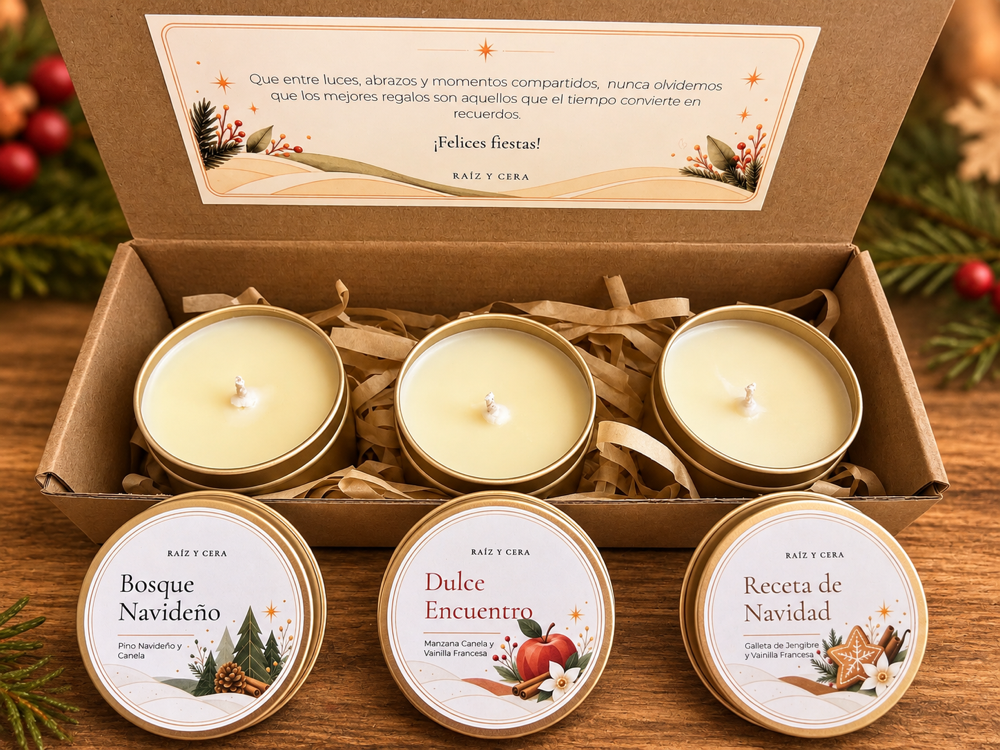 Que entre luces, abrazos y momentos compartidos, nunca olvidemos
que los mejores regalos son aquellos que el tiempo convierte en
recuerdos.
¡Felices fiestas!
RAÍZ Y CERA
RAÍZ Y CERA
Bosque
Navideño
Pino Navideño y
Canela
RAÍZ Y CERA
Dulce
Encuentro
Manzana Canela y
Vainilla Francesa
RAÍZ Y CERA
Receta de
Navidad
Galleta de Jengibre
y Vainilla Francesa